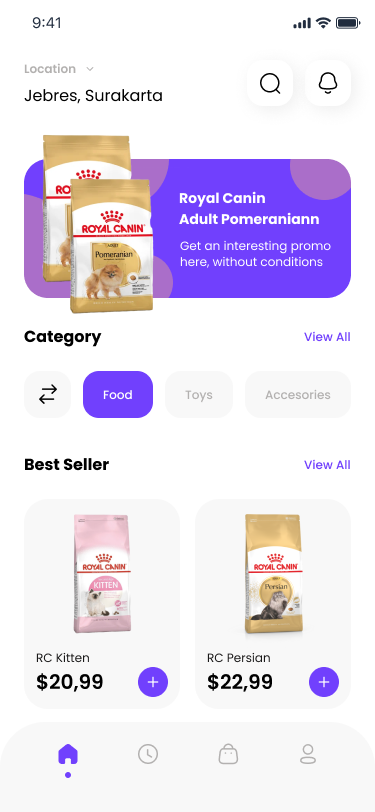 9:41
Location
Jebres, Surakarta
ROYAL CANIN
ROYAL CANIN
Pomeranian
Royal Canin
Adult Pomeraniann
Get an interesting promo
here, without conditions
Category
View All
Food
Toys
Accesories
Best Seller
View All
ROYAL CANIN
KITTEN
ROYAL CANIN
Persian
RC Kitten
$20,99
RC Persian
$22,99